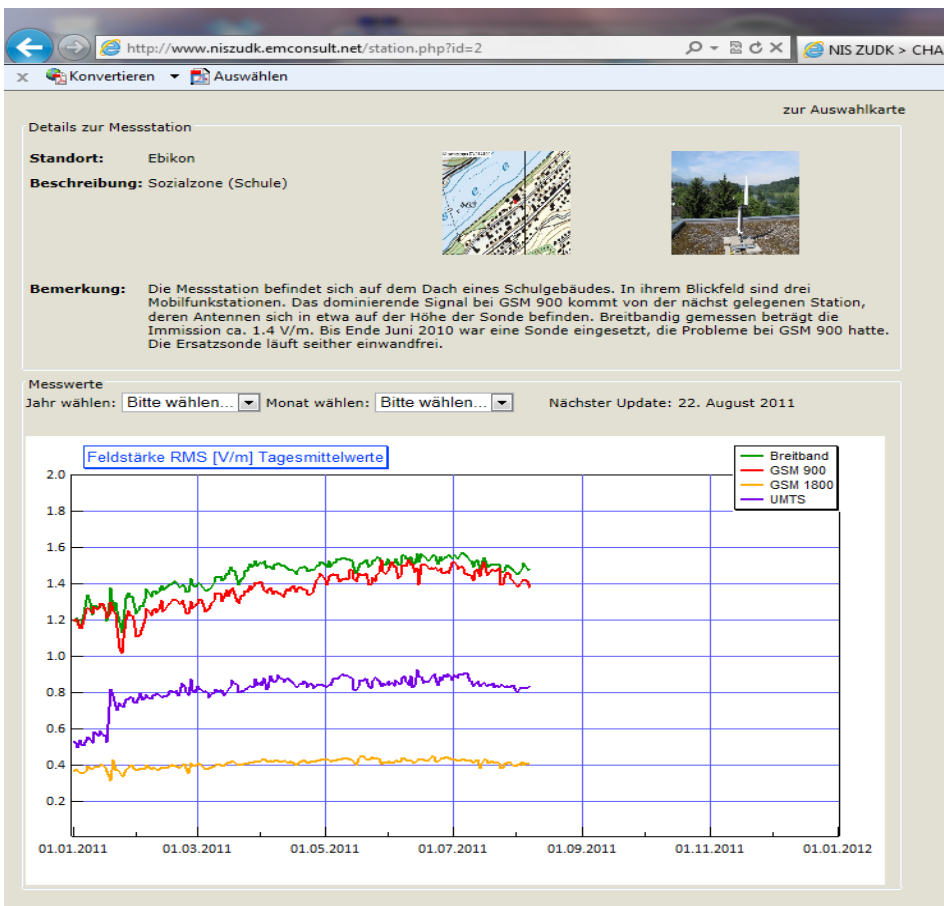 http://www.niszudk.emconsult.net/station.php?id=2
NIS ZUDK > CHA
x Konvertieren Auswählen
zur Auswahlkarte
Details zur Messstation
Standort: Ebikon
Beschreibung: Sozialzone (Schule)
Bemerkung: Die Messstation befindet sich auf dem Dach eines Schulgebäudes. In ihrem Blickfeld sind drei
Mobilfunkstationen. Das dominierende Signal bei GSM 900 kommt von der nächst gelegenen Station,
deren Antennen sich in etwa auf der Höhe der Sonde befinden. Breitbandig gemessen beträgt die
Immission ca. 1.4 V/m. Bis Ende Juni 2010 war eine Sonde eingesetzt, die Probleme bei GSM 900 hatte.
Die Ersatzsonde läuft seither einwandfrei.
Messwerte
Jahr wählen: Bitte wählen... Monat wählen: Bitte wählen... Nächster Update: 22. August 2011
Feldstärke RMS [V/m] Tagesmittelwerte
Breitband
GSM 900
GSM 1800
UMTS
2.0
1.8
1.6
1.4
1.2
1.0
0.8
0.6
0.4
0.2
01.01.2011 01.03.2011 01.05.2011 01.07.2011 01.09.2011 01.11.2011 01.01.2012